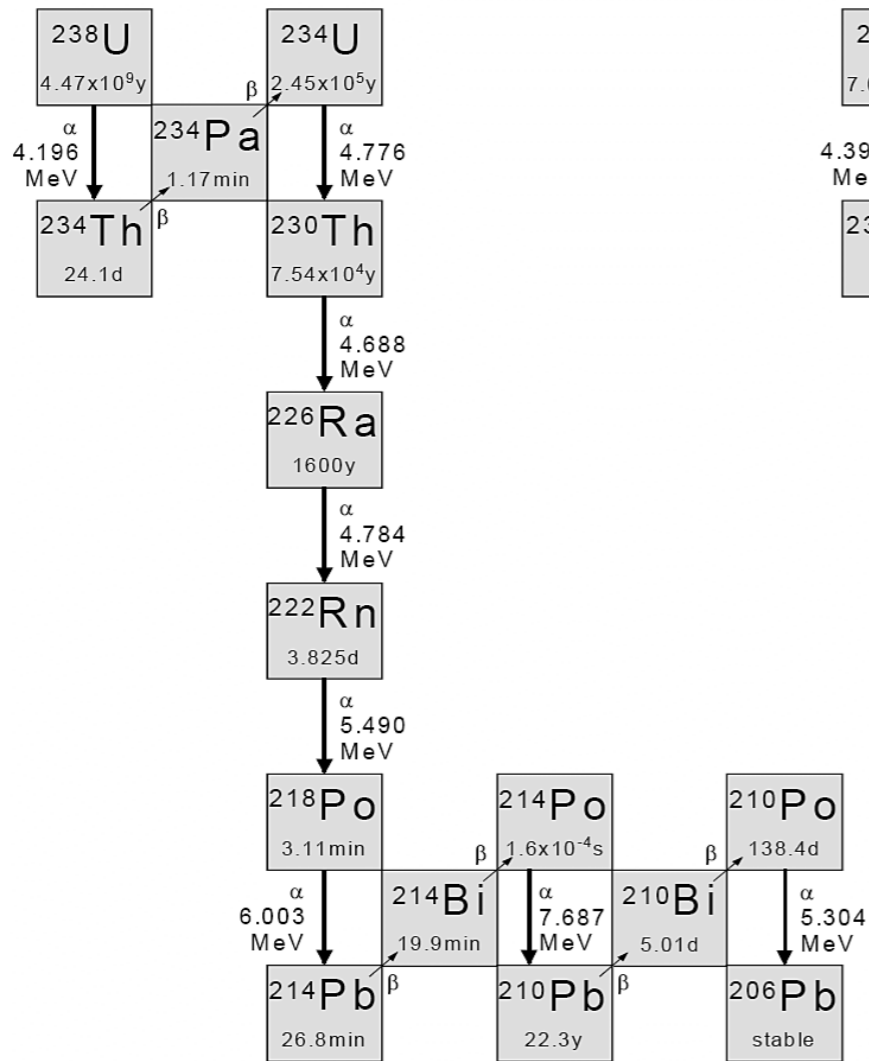 ²³⁸U
4.47x10⁹y
²³⁴U
2.45x10⁵y
β
α
4.196
MeV
²³⁴Pa
1.17min
α
4.776
MeV
²³⁴Th
24.1d
β
²³⁰Th
7.54x10⁴y
α
4.688
MeV
²²⁶Ra
1600y
α
4.784
MeV
²²²Rn
3.825d
α
5.490
MeV
²¹⁸Po
3.11min
²¹⁴Po
1.6x10⁻⁴s
²¹⁰Po
138.4d
β
β
α
6.003
MeV
²¹⁴Bi
19.9min
α
7.687
MeV
²¹⁰Bi
5.01d
α
5.304
MeV
²¹⁴Pb
26.8min
β
²¹⁰Pb
22.3y
β
²⁰⁶Pb
stable